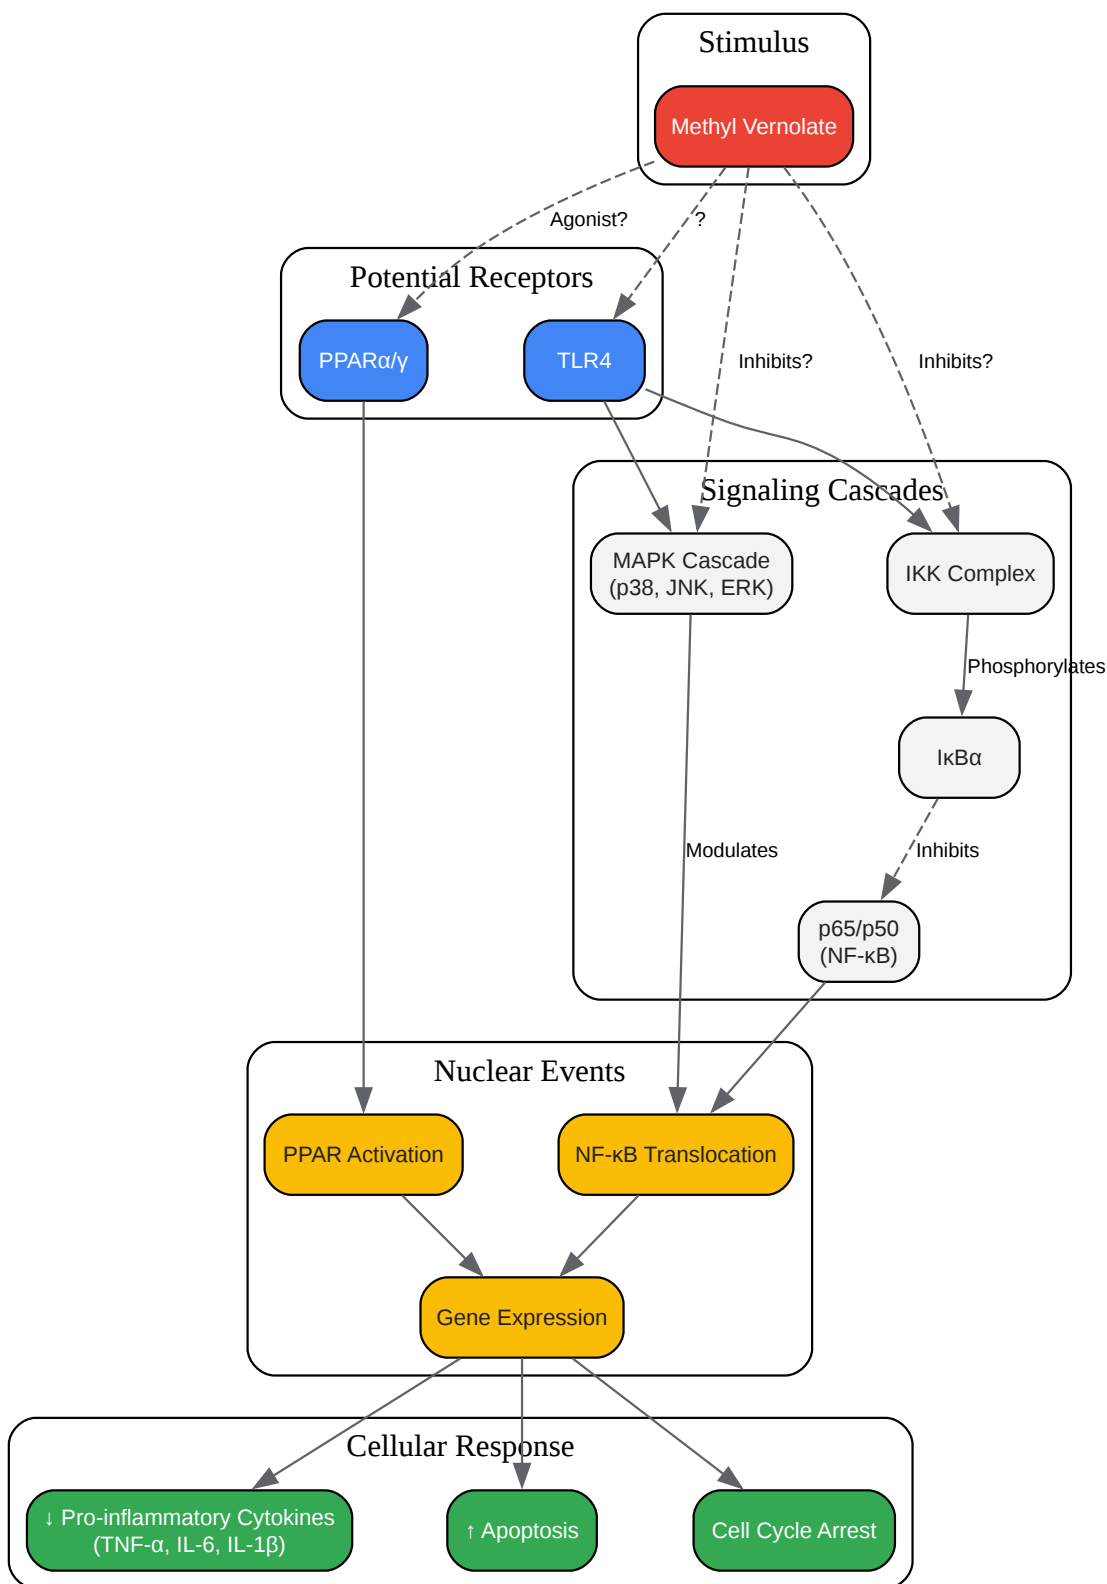 Stimulus
Methyl Vernolate
Agonist?
?
Potential Receptors
PPARα/γ
TLR4
Inhibits?
Inhibits?
Signaling Cascades
MAPK Cascade
(p38, JNK, ERK)
IKK Complex
Phosphorylates
IκBα
Modulates
Inhibits
p65/p50
(NF-κB)
Nuclear Events
PPAR Activation
NF-κB Translocation
Gene Expression
Cellular Response
↓ Pro-inflammatory Cytokines
(TNF-α, IL-6, IL-1β)
↑ Apoptosis
Cell Cycle Arrest